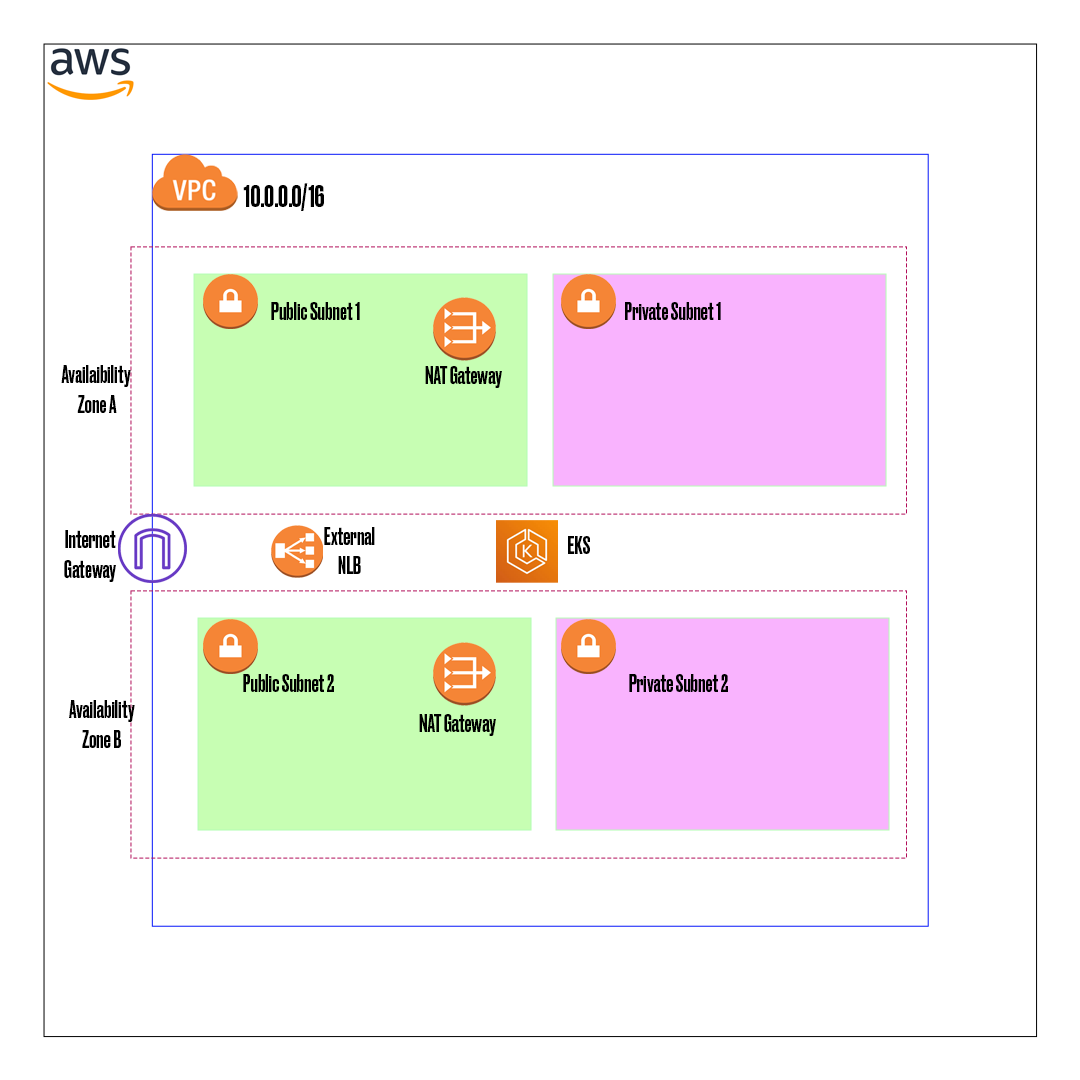 aws
VPC
10.0.0.0/16
Public Subnet 1
Private Subnet 1
NAT Gateway
Availaibility
Zone A
Internet
Gateway
External
NLB
K
EKS
Public Subnet 2
Private Subnet 2
NAT Gateway
Availability
Zone B